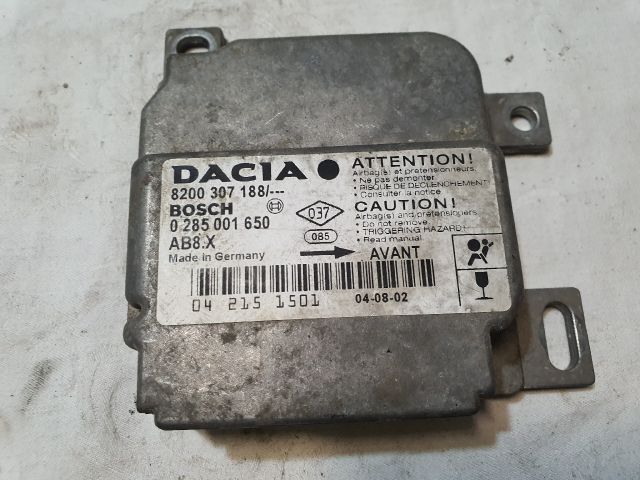 DACIA
8200 307 188/---
BOSCH
0 285 001 650
AB8.X
Made in Germany
037
085
ATTENTION!
Airbag(s) et pretensionneurs.
• Ne pas demonter.
• RISQUE DE DECLENCHEMENT!
• Consulter la notice.
CAUTION!
Airbag(s) and pretensioners.
• Do not remove.
• TRIGGERING HAZARD!
• Read manual.
AVANT
04 215 1501
04-08-02